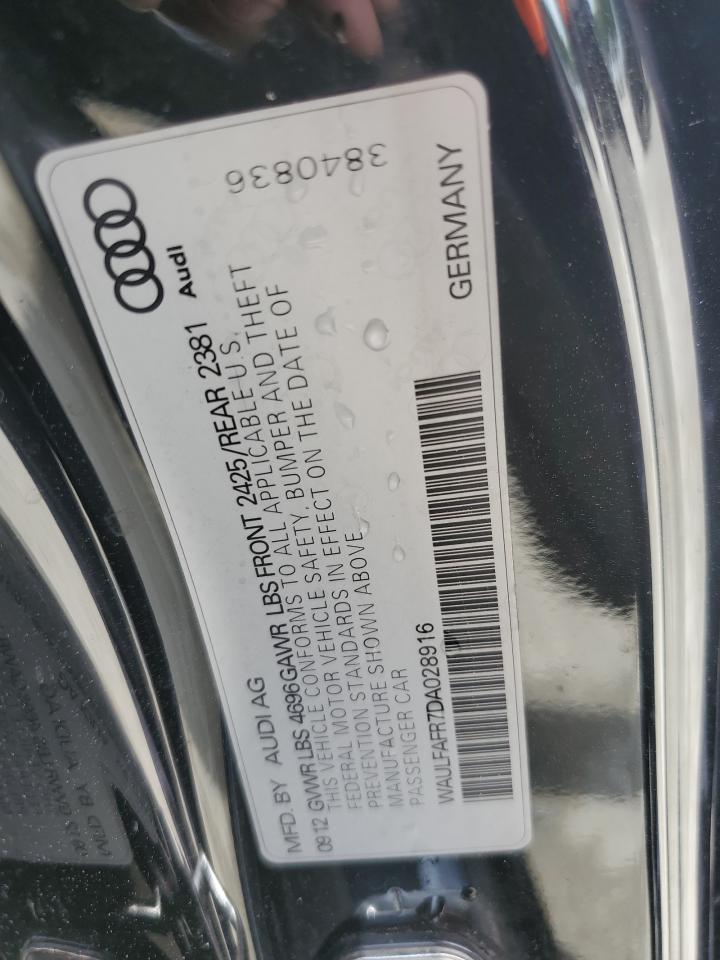 Audi
MFD. BY AUDI AG
09 12 GVWR LBS 4696 GAWR LBS FRONT 2425/REAR 2381
THIS VEHICLE CONFORMS TO ALL APPLICABLE U.S.
FEDERAL MOTOR VEHICLE SAFETY, BUMPER AND THEFT
PREVENTION STANDARDS IN EFFECT ON THE DATE OF
MANUFACTURE SHOWN ABOVE
PASSENGER CAR
3840836
GERMANY
WAULFAFR7DA028916